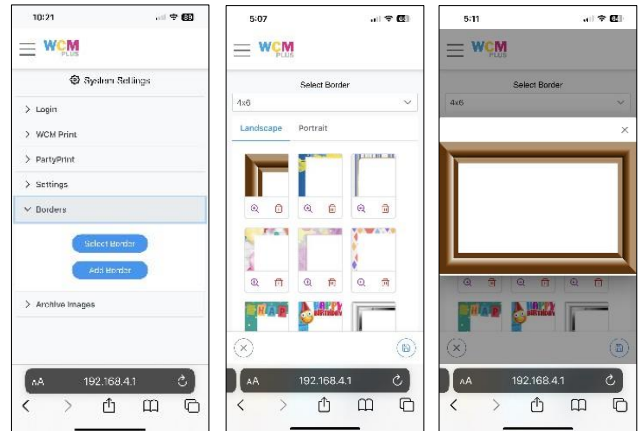 10:21
WCM
PLUS
System Settings
Login
WCM Print
PartyPrint
Settings
Borders
Select Border
Add Border
Archive Images
AA 192.168.4.1
5:07
WCM
PLUS
Select Border
4x6
Landscape Portrait
HAPPY
BIRTHDAY
AA 192.168.4.1
5:11
WCM
PLUS
Select Border
4x6
AA 192.168.4.1